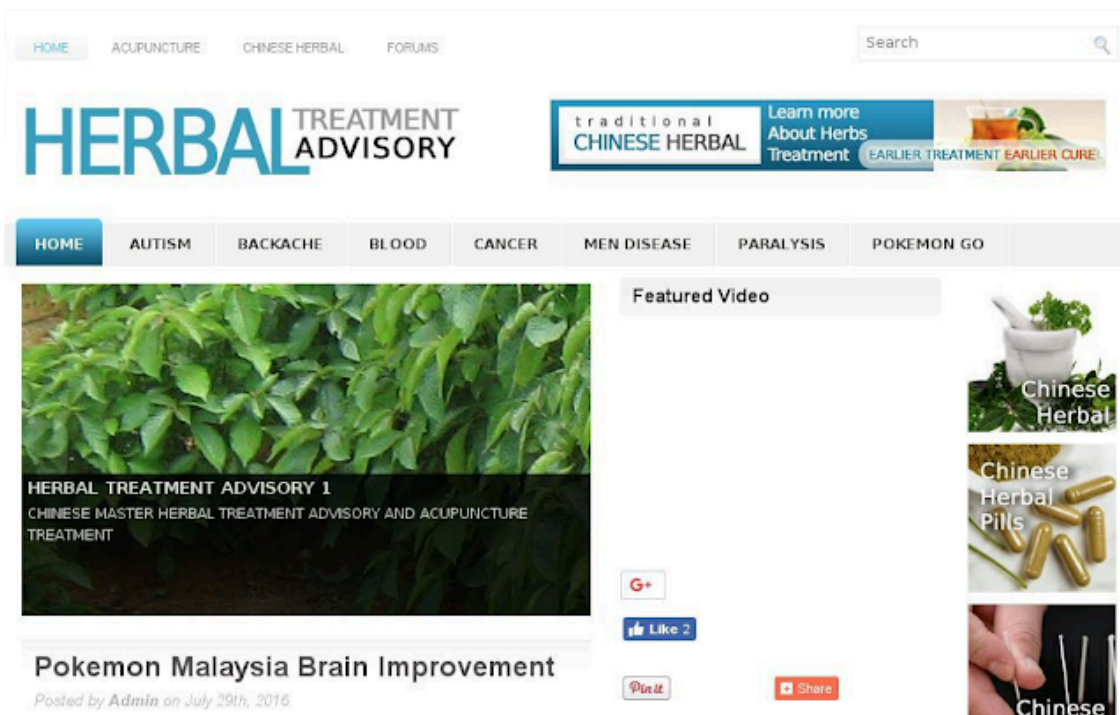 HOME ACUPUNCTURE CHINESE HERBAL FORUMS
Search
HERBAL TREATMENT
ADVISORY
traditional
CHINESE HERBAL
Learn more
About Herbs
Treatment
EARLIER TREATMENT EARLIER CURE!
HOME AUTISM BACKACHE BLOOD CANCER MEN DISEASE PARALYSIS POKEMON GO
HERBAL TREATMENT ADVISORY 1
CHINESE MASTER HERBAL TREATMENT ADVISORY AND ACUPUNCTURE
TREATMENT
Pokemon Malaysia Brain Improvement
Posted by Admin on July 29th, 2016
Featured Video
G+
Like 2
Pin it
Share
Chinese
Herbal
Chinese
Herbal
Pills
Chinese